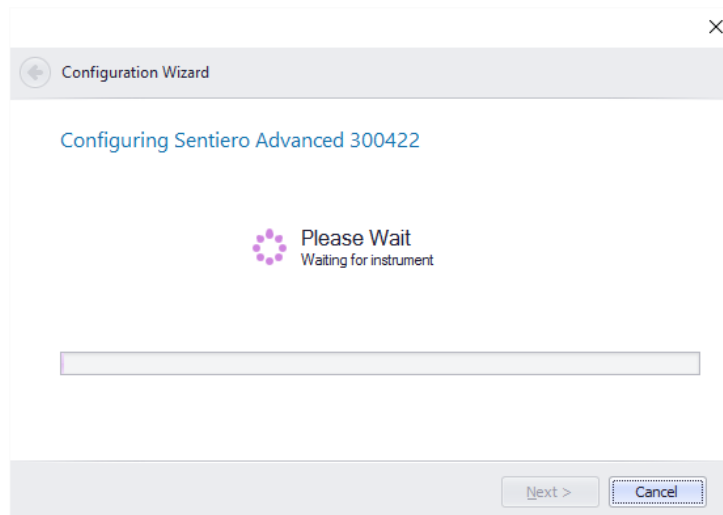 Configuration Wizard
Configuring Sentiero Advanced 300422
Please Wait
Waiting for instrument
Next >
Cancel